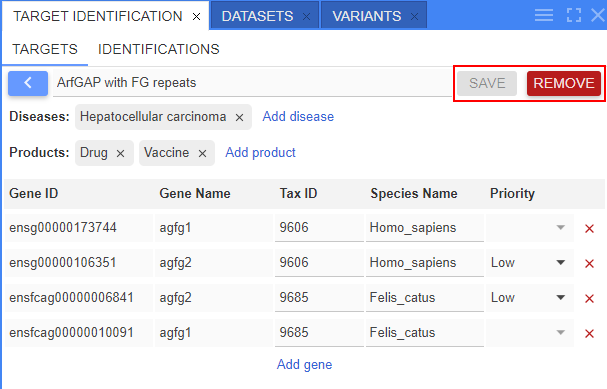 TARGET IDENTIFICATION × DATASETS × VARIANTS ×
TARGETS IDENTIFICATIONS
ArfGAP with FG repeats SAVE REMOVE
Diseases: Hepatocellular carcinoma × Add disease
Products: Drug × Vaccine × Add product
Gene ID Gene Name Tax ID Species Name Priority
ensg00000173744 agfg1 9606 Homo_sapiens ×
ensg00000106351 agfg2 9606 Homo_sapiens Low ×
ensfcag00000006841 agfg2 9685 Felis_catus Low ×
ensfcag00000010091 agfg1 9685 Felis_catus ×
Add gene